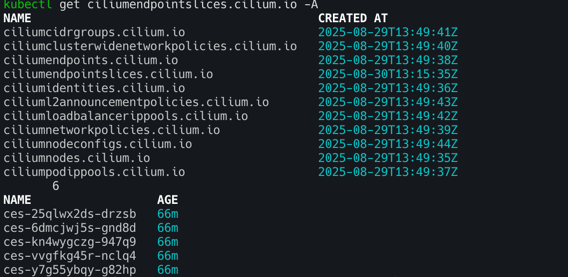 kubectl get ciliumendpointslices.cilium.io -A
NAME CREATED AT
ciliumcidrgroups.cilium.io 2025-08-29T13:49:41Z
ciliumclusterwidenetworkpolicies.cilium.io 2025-08-29T13:49:40Z
ciliumendpoints.cilium.io 2025-08-29T13:49:38Z
ciliumendpointslices.cilium.io 2025-08-30T13:15:35Z
ciliumidentities.cilium.io 2025-08-29T13:49:36Z
ciliuml2announcementpolicies.cilium.io 2025-08-29T13:49:43Z
ciliumloadbalancerippools.cilium.io 2025-08-29T13:49:42Z
ciliumnetworkpolicies.cilium.io 2025-08-29T13:49:39Z
ciliumnodeconfigs.cilium.io 2025-08-29T13:49:44Z
ciliumnodes.cilium.io 2025-08-29T13:49:35Z
ciliumpodippools.cilium.io 2025-08-29T13:49:37Z
6
NAME AGE
ces-25qlwx2ds-drzsb 66m
ces-6dmcjwj5s-gnd8d 66m
ces-kn4wygczg-947q9 66m
ces-vvgfkg45r-nclq4 66m
ces-y7g55ybqy-g82hp 66m